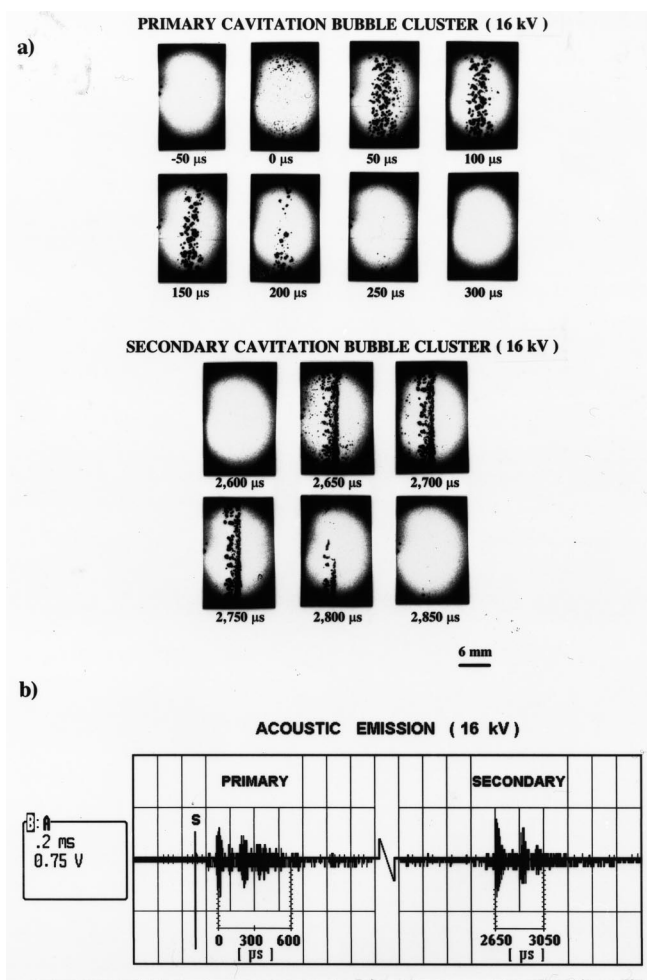 PRIMARY CAVITATION BUBBLE CLUSTER ( 16 kV )
a)
-50 µs 0 µs 50 µs 100 µs
150 µs 200 µs 250 µs 300 µs
SECONDARY CAVITATION BUBBLE CLUSTER ( 16 kV )
2,600 µs 2,650 µs 2,700 µs
2,750 µs 2,800 µs 2,850 µs
6 mm
b)
ACOUSTIC EMISSION ( 16 kV )
PRIMARY SECONDARY
B:A
S
.2 ms
0.75 V
0 300 600 2650 3050
[ µs ] [ µs ]